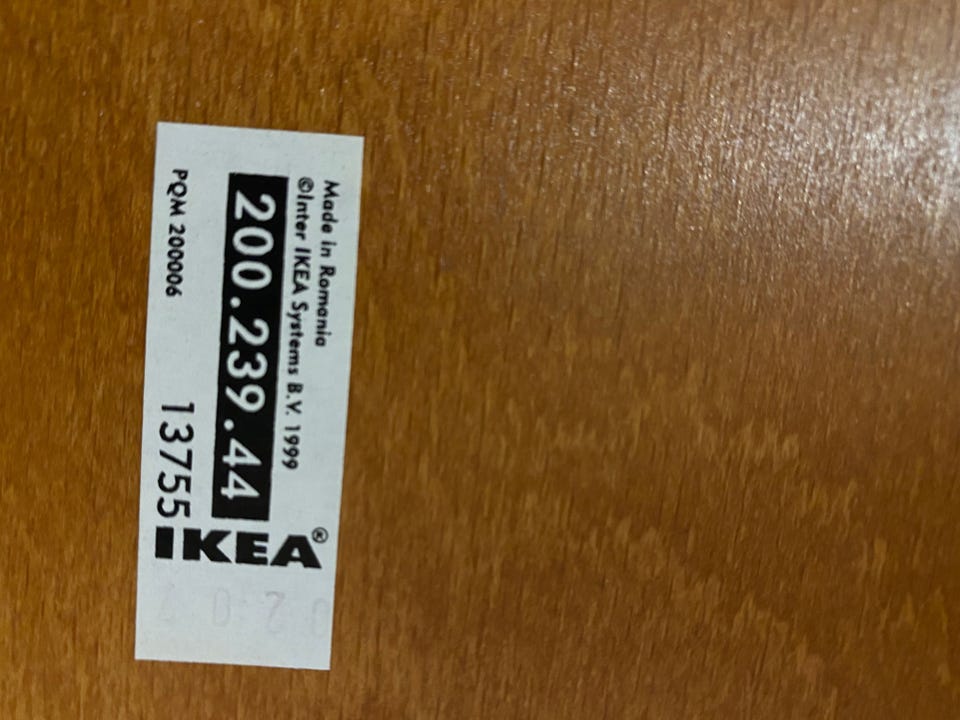 Made in Romania
©Inter IKEA Systems B.V. 1999
200.239.44
PQM 200006
13755
IKEA®